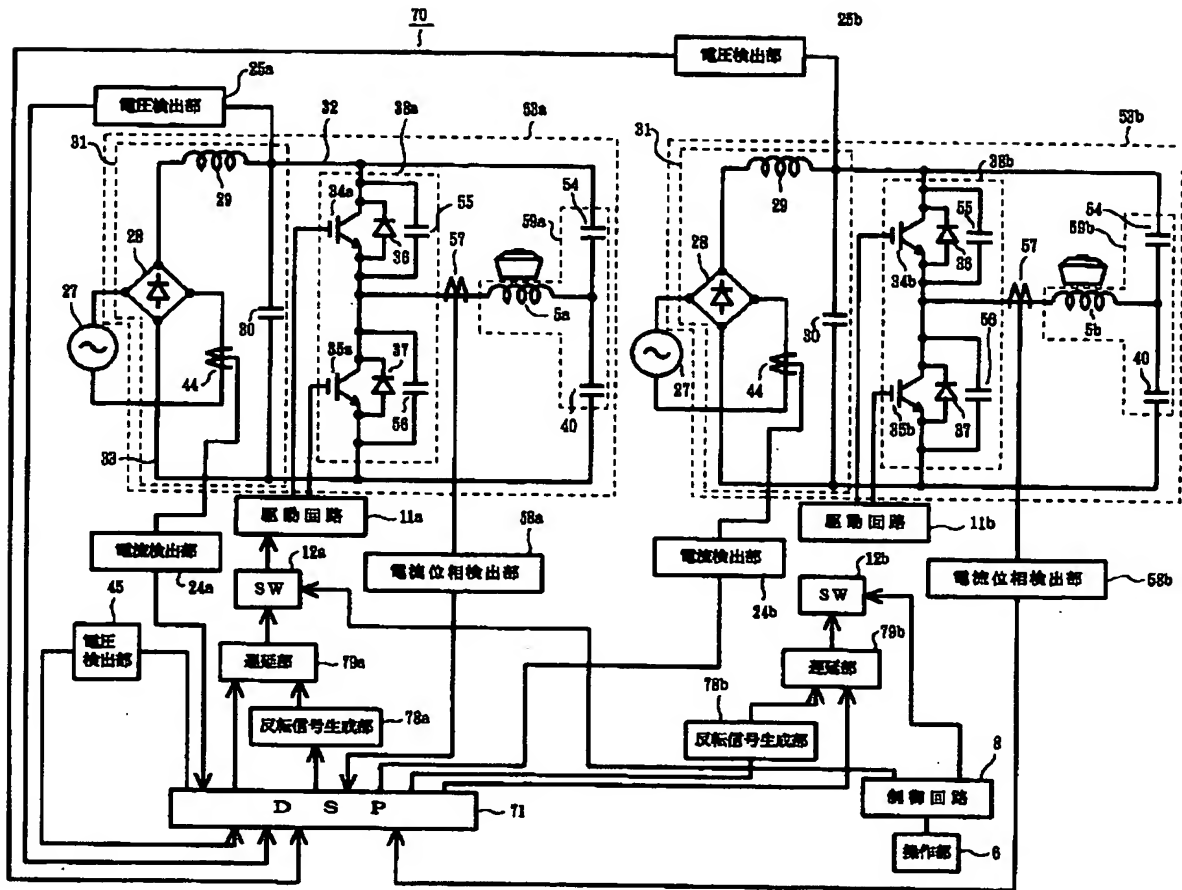 70
25b
電圧検出部
25a
電圧検出部
31
32
38a
53a
31
53b
38b
29
34a
55
54
59a
57
36
28
27
30
5a
37
35a
56
40
44
33
29
34b
55
54
59b
57
36
28
27
30
5b
37
35b
56
40
44
駆動回路
11a
58a
駆動回路
11b
電流検出部
24a
12a
SW
電流位相検出部
電流検出部
24b
12b
SW
電流位相検出部
58b
45
電圧
検出部
遅延部
79a
79b
遅延部
78a
反転信号生成部
78b
反転信号生成部
8
制御回路
DSP
71
操作部
6